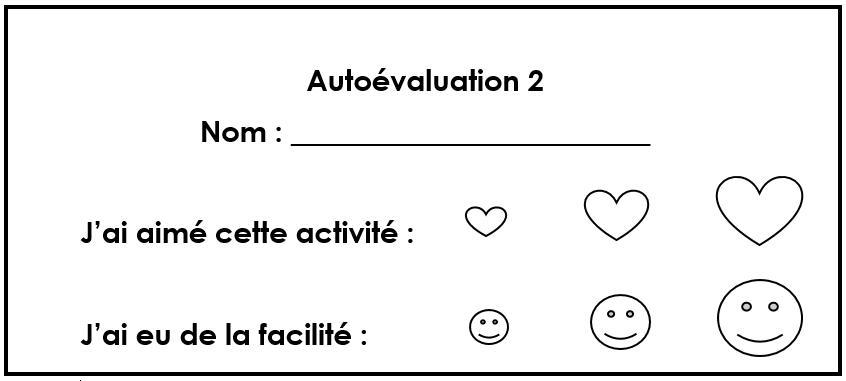 Autoévaluation 2
Nom : ________________________
J’ai aimé cette activité :
J’ai eu de la facilité :